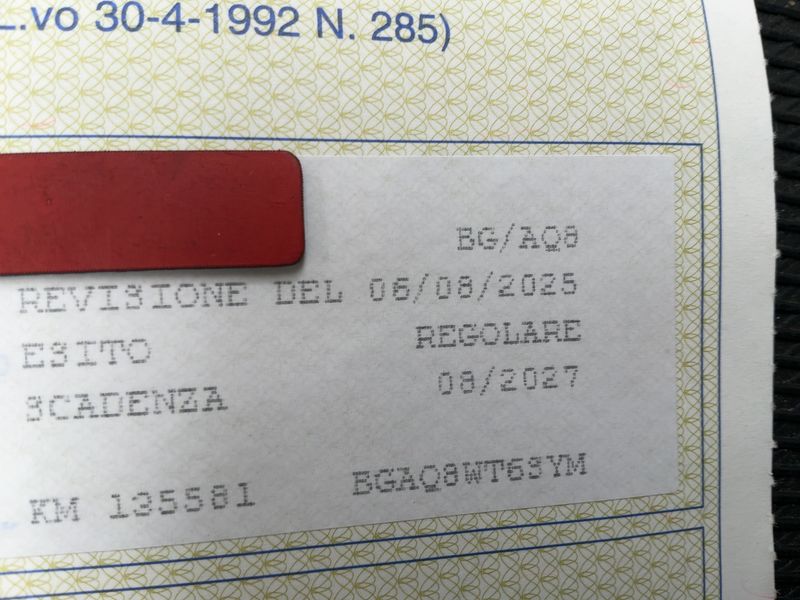 L.vo 30-4-1992 N. 285)
BG/AQ8
REVISIONE DEL 06/08/2025
ESITO REGOLARE
SCADENZA 08/2027
KM 135581 BGAQ8WT63YM